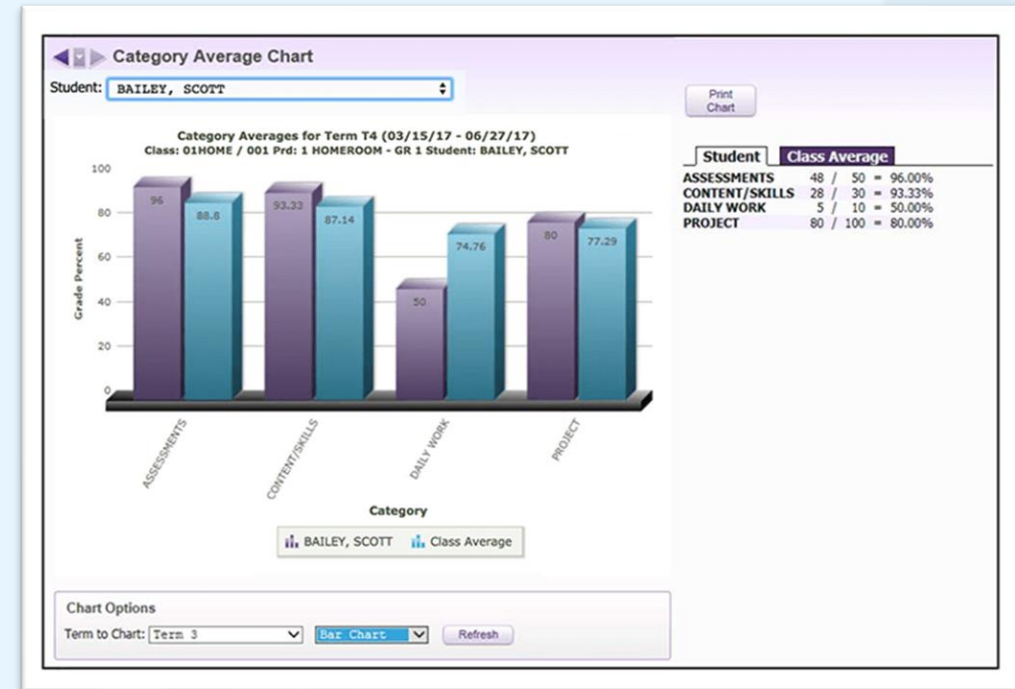 Category Average Chart
Student: BAILEY, SCOTT
Print
Chart
Category Averages for Term T4 (03/15/17 - 06/27/17)
Class: 01HOME / 001 Prd: 1 HOMEROOM - GR 1 Student: BAILEY, SCOTT
Student Class Average
ASSESSMENTS 48 / 50 = 96.00%
CONTENT/SKILLS 28 / 30 = 93.33%
DAILY WORK 5 / 10 = 50.00%
PROJECT 80 / 100 = 80.00%
Grade Percent
100
80
60
40
20
0
96
88.8
93.33
87.14
50
74.76
80
77.29
ASSESSMENTS
CONTENT/SKILLS
DAILY WORK
PROJECT
Category
BAILEY, SCOTT Class Average
Chart Options
Term to Chart: Term 3 Bar Chart Refresh